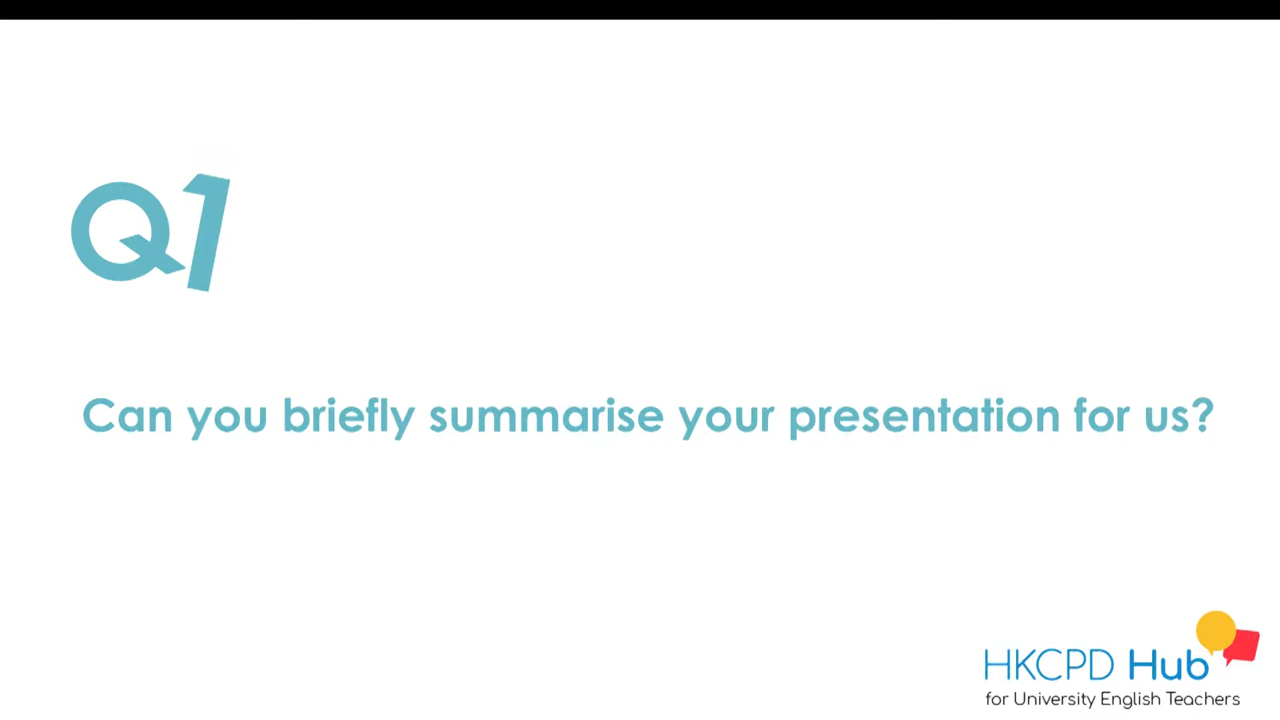 Q1
Can you briefly summarise your presentation for us?
HKCPD Hub
for University English Teachers